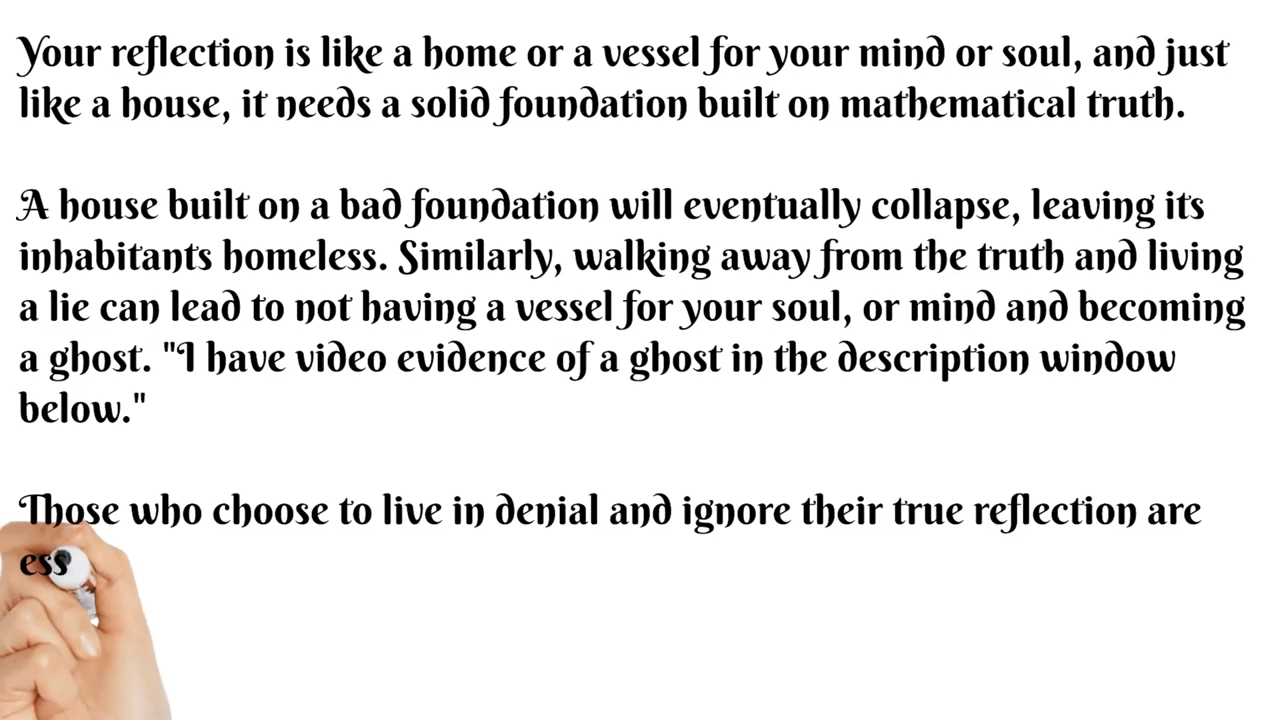 Your reflection is like a home or a vessel for your mind or soul, and just
like a house, it needs a solid foundation built on mathematical truth.
A house built on a bad foundation will eventually collapse, leaving its
inhabitants homeless. Similarly, walking away from the truth and living
a lie can lead to not having a vessel for your soul, or mind and becoming
a ghost. "I have video evidence of a ghost in the description window
below."
Those who choose to live in denial and ignore their true reflection are
ess